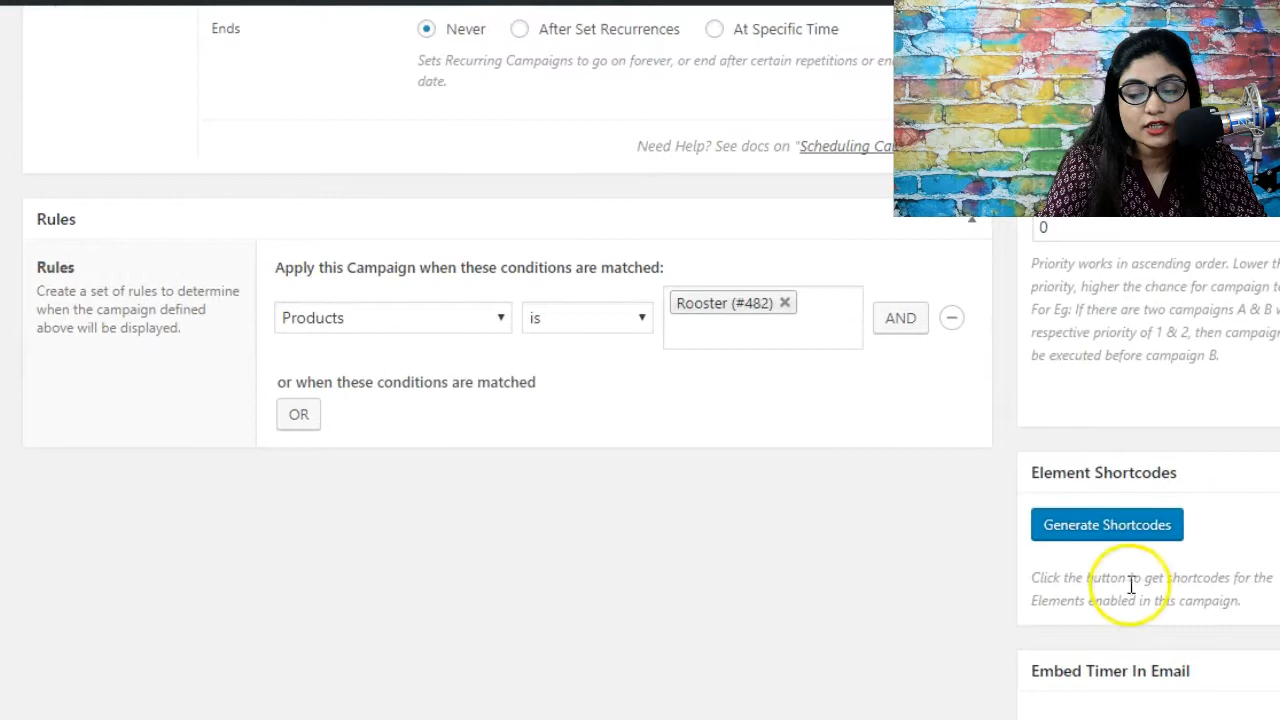 Ends
Never
After Set Recurrences
At Specific Time
Sets Recurring Campaigns to go on forever, or end after certain repetitions or
date.
Need Help? See docs on "Scheduling
Rules
0
Rules
Create a set of rules to determine
when the campaign defined
above will be displayed.
Apply this Campaign when these conditions are matched:
Products
is
Rooster (#482)
AND
or when these conditions are matched
OR
Priority works in ascending order. Lower
priority, higher the chance for campaign
For Eg: If there are two campaigns A & B
respective priority of 1 & 2, then
be executed before campaign B.
Element Shortcodes
Generate Shortcodes
Click the button to get shortcodes for the
Elements enabled in this campaign.
Embed Timer In Email